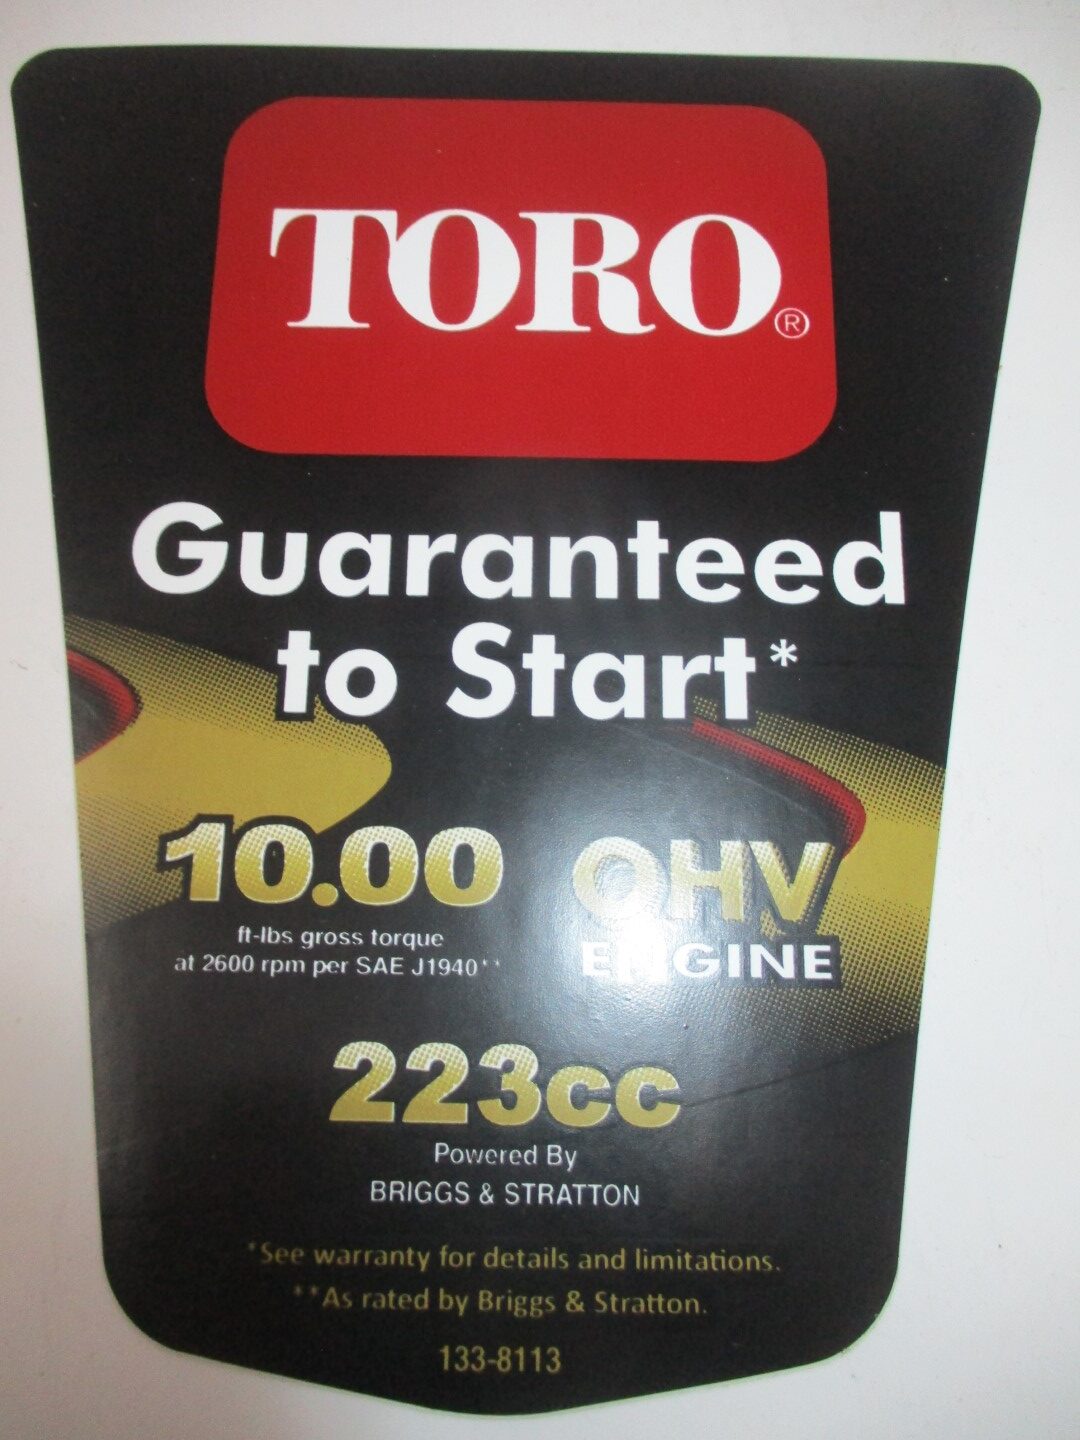 TORO®
Guaranteed
to Start*
10.00
ft-lbs gross torque
at 2600 rpm per SAE J1940**
OHV
ENGINE
223cc
Powered By
BRIGGS & STRATTON
*See warranty for details and limitations.
**As rated by Briggs & Stratton.
133-8113